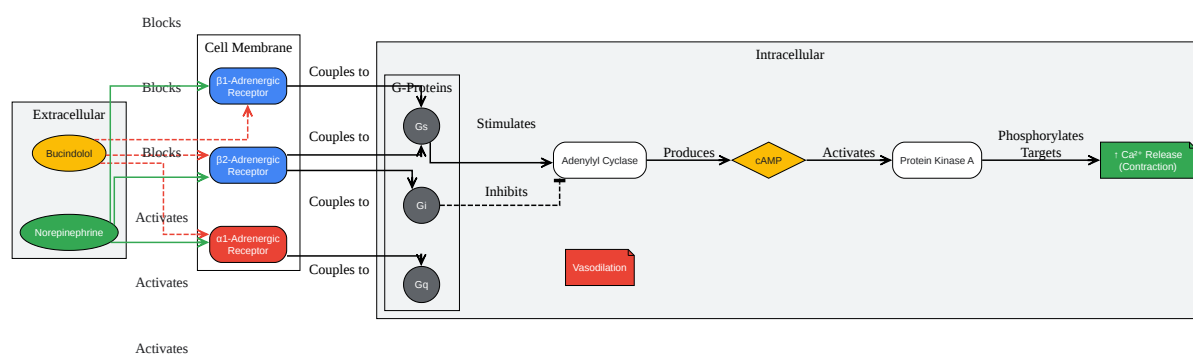 Blocks
Blocks
Blocks
Activates
Activates
Activates
Extracellular
Bucindolol
Norepinephrine
Cell Membrane
β1-Adrenergic
Receptor
β2-Adrenergic
Receptor
α1-Adrenergic
Receptor
Couples to
Couples to
Couples to
Couples to
Intracellular
G-Proteins
Gs
Gi
Gq
Stimulates
Inhibits
Adenylyl Cyclase
Produces
cAMP
Activates
Protein Kinase A
Phosphorylates
Targets
↑ Ca²⁺ Release
(Contraction)
Vasodilation